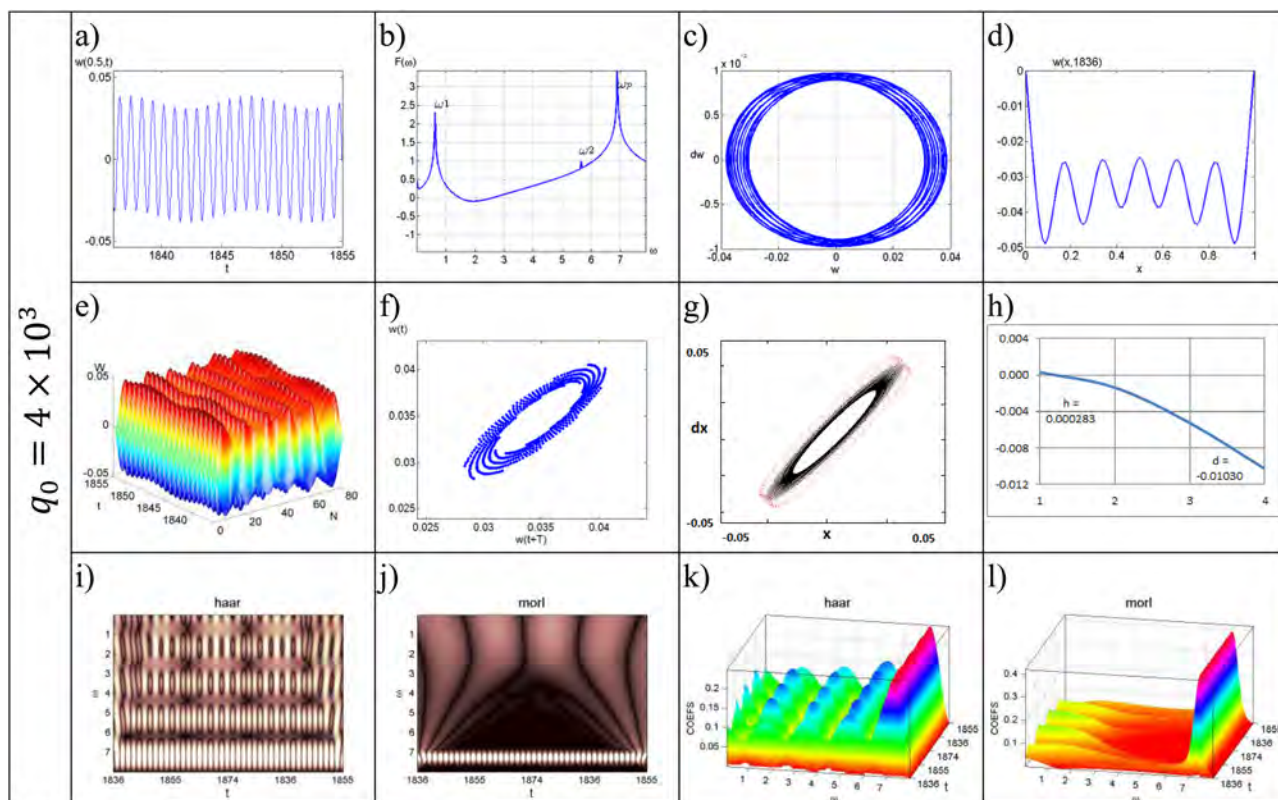 q₀ = 4 × 10³
a)
w(0.5,t)
0.05
0
-0.05
1840
1845
1850
1855
t
b)
F(ω)
3
2.5
2
1.5
1
0.5
0
-0.5
-1
ω1
ω2
ωp
1
2
3
4
5
6
7
ω
c)
1
0.5
dw
0
-0.5
-1
-0.04
-0.02
0
0.02
0.04
w
d)
w(x,1836)
0
-0.01
-0.02
-0.03
-0.04
-0.05
0
0.2
0.4
0.6
0.8
1
x
e)
W
0.05
0
-0.05
1855
1850
1845
1840
t
0
20
40
60
80
N
f)
w(t)
0.04
0.035
0.03
0.025
0.025
0.03
0.035
0.04
w(t+T)
g)
0.05
dx
-0.05
-0.05
x
0.05
h)
0.004
0.000
-0.004
-0.008
-0.012
h =
0.000283
d =
-0.01030
1
2
3
4
i)
haar
1
2
3
4
5
6
7
ω
1836
1855
1874
1836
1855
t
j)
morl
1
2
3
4
5
6
7
ω
1836
1855
1874
1836
1855
t
k)
haar
0.2
0.15
0.1
0.05
COEFS
1
2
3
4
5
6
7
ω
1836
1855
1874
1836
1855
t
l)
morl
0.4
0.3
0.2
0.1
COEFS
1
2
3
4
5
6
7
ω
1836
1855
1874
1836
1855
t